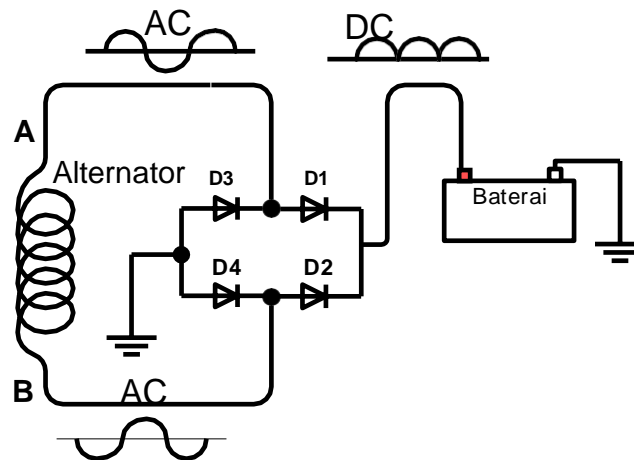 AC
DC
A
Alternator
D3
D1
Baterai
D4
D2
B
AC